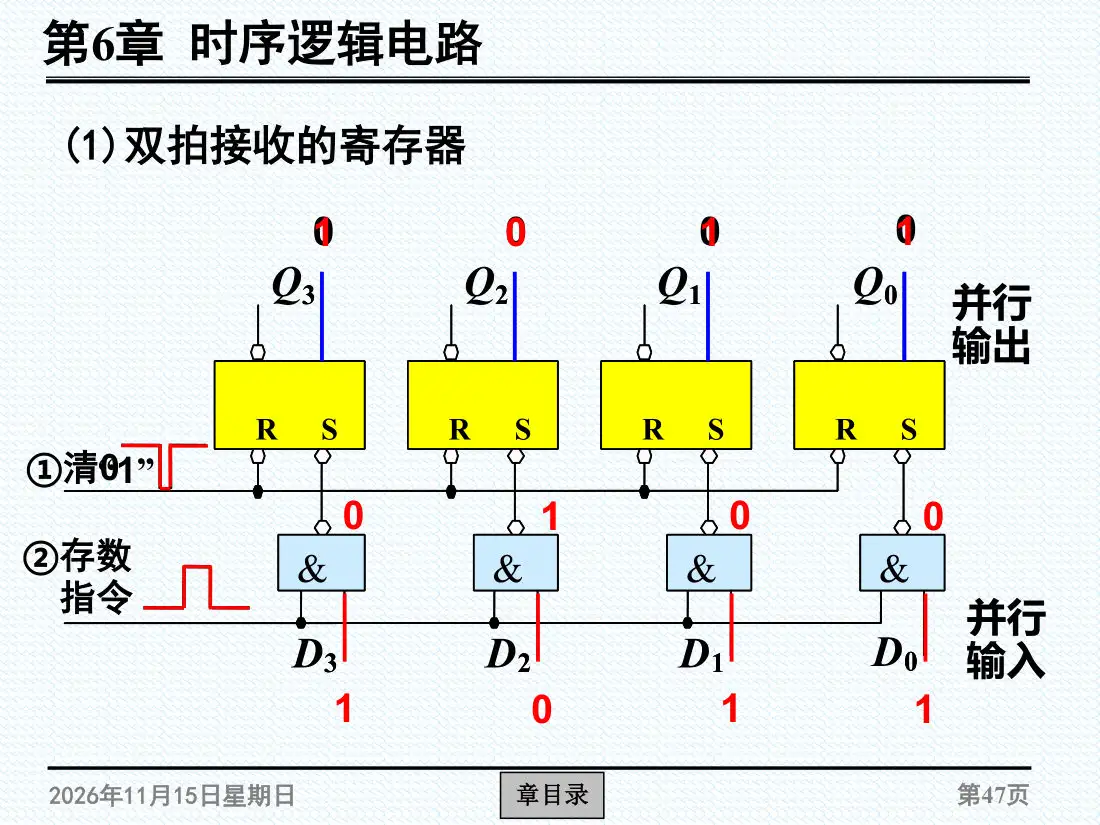 第6章 时序逻辑电路
(1)双拍接收的寄存器
1 0 1 1
Q3 Q2 Q1 Q0
并行
输出
R S R S R S R S
①清“0”
0 1 0 0
②存数
指令
& & & &
并行
输入
D3 D2 D1 D0
1 0 1 1
2026年11月15日星期日
章目录
第47页